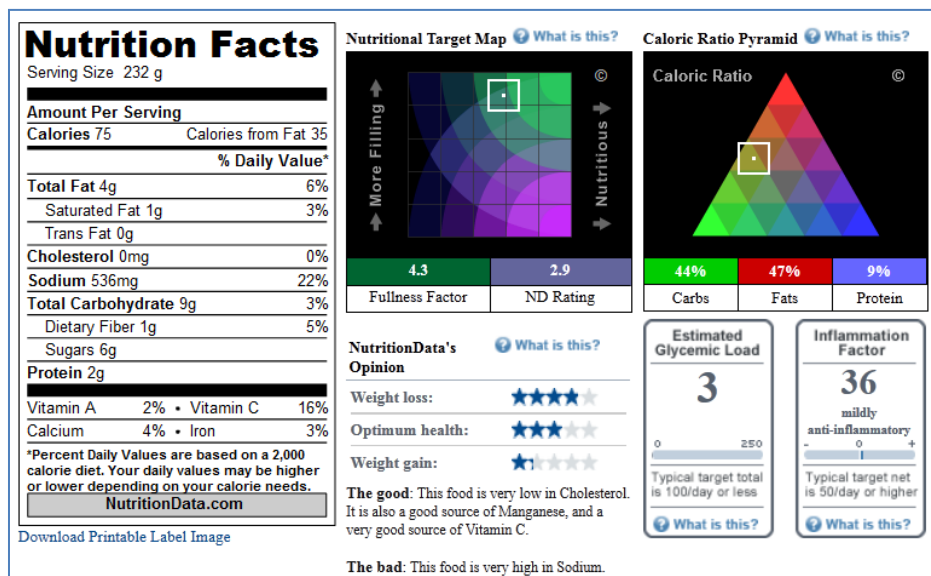 Nutrition Facts
Serving Size 232 g
Amount Per Serving
Calories 75 Calories from Fat 35
% Daily Value*
Total Fat 4g 6%
Saturated Fat 1g 3%
Trans Fat 0g
Cholesterol 0mg 0%
Sodium 536mg 22%
Total Carbohydrate 9g 3%
Dietary Fiber 1g 5%
Sugars 6g
Protein 2g
Vitamin A 2% • Vitamin C 16%
Calcium 4% • Iron 3%
*Percent Daily Values are based on a 2,000
calorie diet. Your daily values may be higher
or lower depending on your calorie needs.
NutritionData.com
Download Printable Label Image
Nutritional Target Map ? What is this?
©
More Filling
Nutritious
4.3 2.9
Fullness Factor ND Rating
Caloric Ratio Pyramid ? What is this?
Caloric Ratio ©
44% 47% 9%
Carbs Fats Protein
NutritionData's
Opinion ? What is this?
Weight loss:
Optimum health:
Weight gain:
The good: This food is very low in Cholesterol.
It is also a good source of Manganese, and a
very good source of Vitamin C.
The bad: This food is very high in Sodium.
Estimated
Glycemic Load
3
0 250
Typical target total
is 100/day or less
? What is this?
Inflammation
Factor
36
mildly
anti-inflammatory
- 0 +
Typical target net
is 50/day or higher
? What is this?